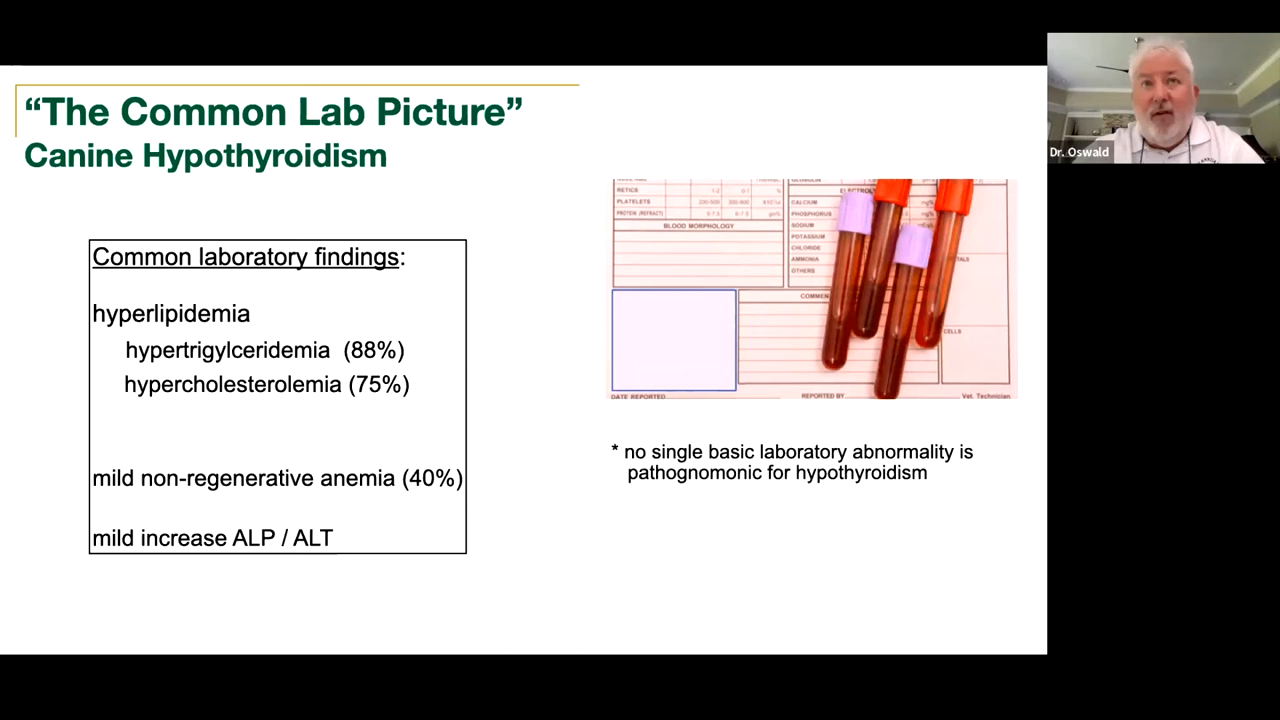 “The Common Lab Picture”
Canine Hypothyroidism
Dr. Oswald
Common laboratory findings:
hyperlipidemia
hypertrigylceridemia (88%)
hypercholesterolemia (75%)
mild non-regenerative anemia (40%)
mild increase ALP / ALT
RETICS
PLATELETS
PROTEIN (REFRACT)
BLOOD MORPHOLOGY
CALCIUM
PHOSPHORUS
SODIUM
POTASSIUM
CHLORIDE
AMMONIA
OTHERS
CELLS
DATE REPORTED
REPORTED BY
Vet. Technician
* no single basic laboratory abnormality is
pathognomonic for hypothyroidism